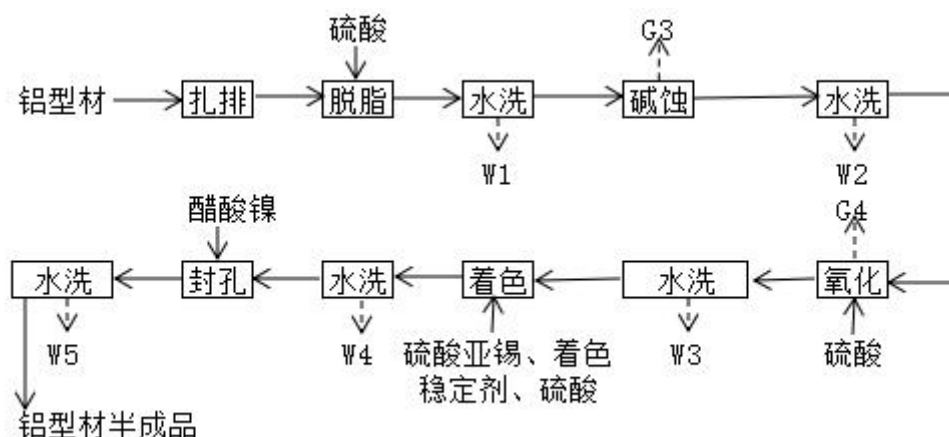 硫酸
G3
铝型材
扎排
脱脂
水洗
碱蚀
水洗
W1
W2
醋酸镍
G4
水洗
封孔
水洗
着色
水洗
氧化
W5
W4
硫酸亚锡、着色
稳定剂、硫酸
W3
硫酸
铝型材半成品